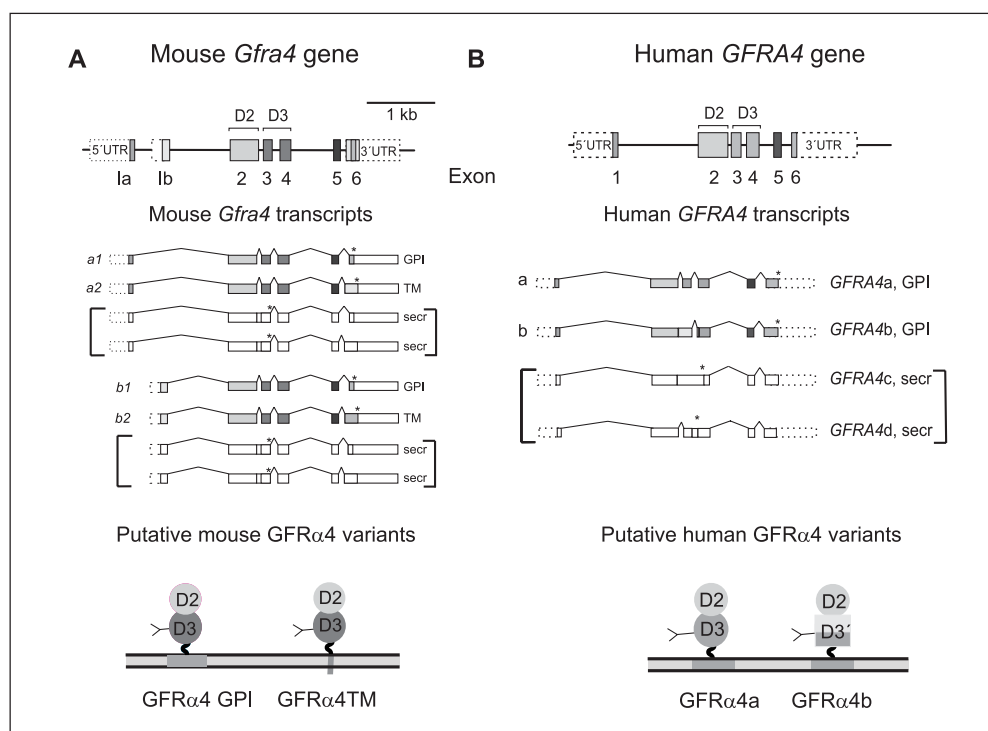 A
Mouse Gfra4 gene
1 kb
D2 D3
5´UTR 3´UTR
Ia Ib 2 3 4 5 6
Mouse Gfra4 transcripts
a1 * GPI
a2 * TM
* secr
* secr
b1 * GPI
b2 * TM
* secr
* secr
Putative mouse GFRα4 variants
D2 D2
D3 D3
GFRα4 GPI GFRα4TM
B
Human GFRA4 gene
D2 D3
5´UTR 3´UTR
Exon 1 2 3 4 5 6
Human GFRA4 transcripts
a * GFRA4a, GPI
b * GFRA4b, GPI
* GFRA4c, secr
* GFRA4d, secr
Putative human GFRα4 variants
D2 D2
D3 D3´
GFRα4a GFRα4b